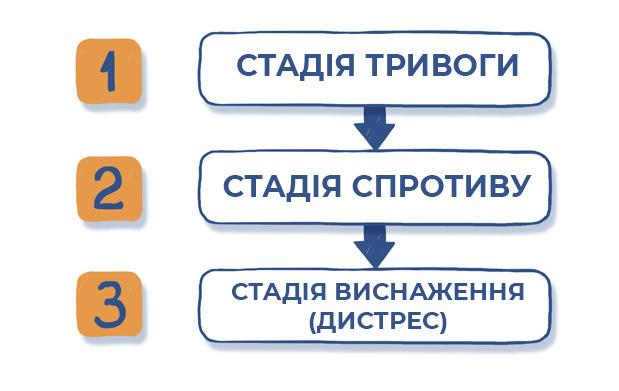 1
СТАДІЯ ТРИВОГИ
2
СТАДІЯ СПРОТИВУ
3
СТАДІЯ ВИСНАЖЕННЯ
(ДИСТРЕС)